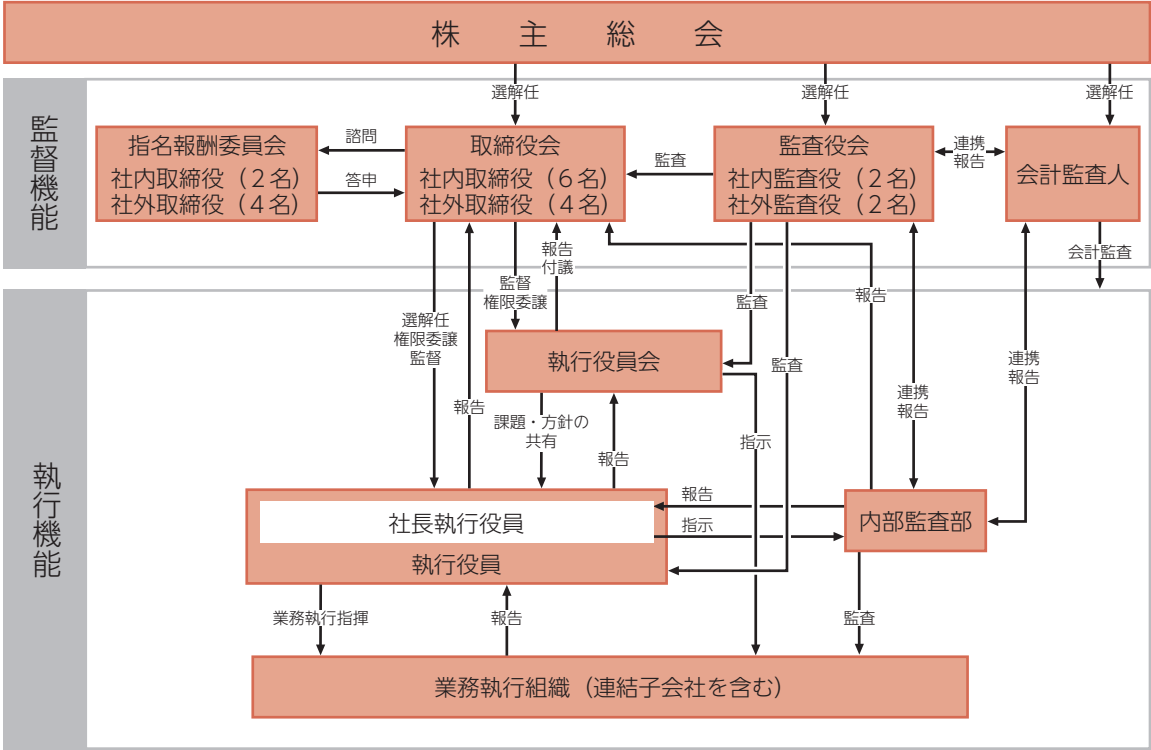 株主総会
選解任
選解任
選解任
監督機能
指名報酬委員会
社内取締役（２名）
社外取締役（４名）
諮問
答申
取締役会
社内取締役（６名）
社外取締役（４名）
監査
監査役会
社内監査役（２名）
社外監査役（２名）
連携
報告
会計監査人
会計監査
報告
付議
監督
権限委譲
選解任
権限委譲
監督
報告
監査
報告
執行機能
執行役員会
監査
連携
報告
連携
報告
課題・方針の
共有
報告
指示
社長執行役員
執行役員
報告
指示
内部監査部
業務執行指揮
報告
監査
業務執行組織（連結子会社を含む）